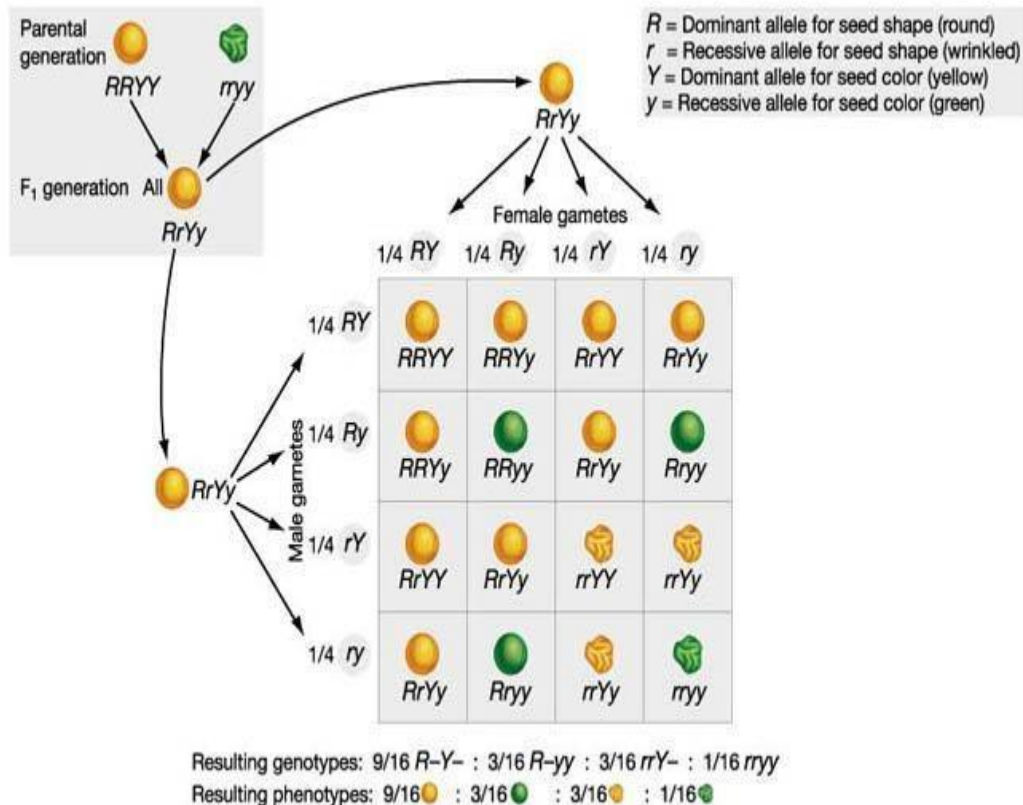 Parental
generation
RRYY
rryy
F1 generation All
RrYy
R = Dominant allele for seed shape (round)
r = Recessive allele for seed shape (wrinkled)
Y = Dominant allele for seed color (yellow)
y = Recessive allele for seed color (green)
RrYy
Female gametes
1/4 RY 1/4 Ry 1/4 rY 1/4 ry
1/4 RY
RRYY RRYy RrYY RrYy
1/4 Ry
RRYy RRyy RrYy Rryy
RrYy
Male gametes
1/4 rY
RrYY RrYy rrYY rrYy
1/4 ry
RrYy Rryy rrYy rryy
Resulting genotypes: 9/16 R–Y– : 3/16 R–yy : 3/16 rrY– : 1/16 rryy
Resulting phenotypes: 9/16 : 3/16 : 3/16 : 1/16